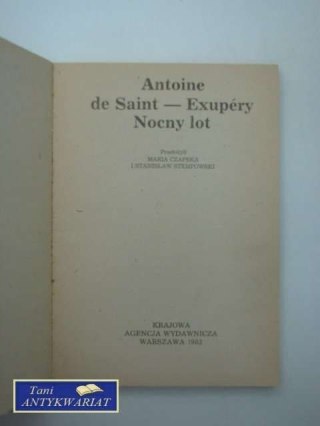 Antoine
de Saint — Exupéry
Nocny lot
Przełożyli
MARIA CZAPSKA
I STANISŁAW STEMPOWSKI
KRAJOWA
AGENCJA WYDAWNICZA
WARSZAWA 1982
Tani
ANTYKWARIAT